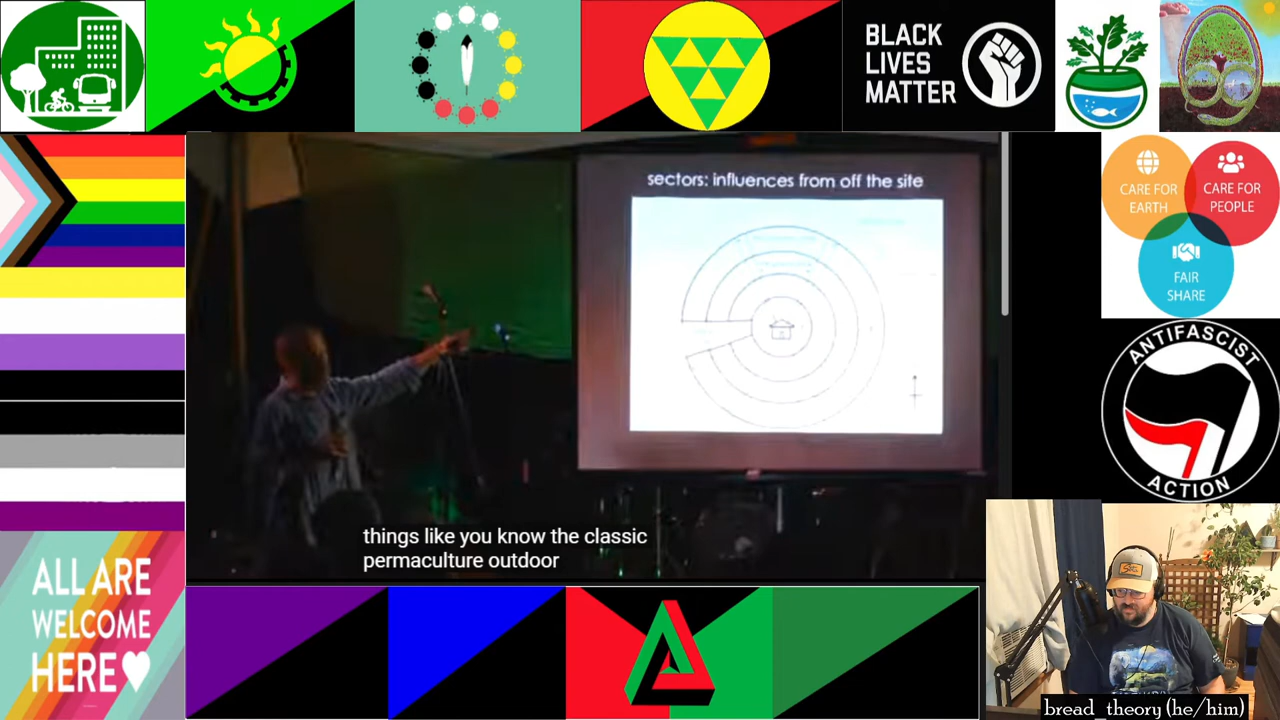 BLACK
LIVES
MATTER
sectors: influences from off the site
CARE FOR
EARTH
CARE FOR
PEOPLE
FAIR
SHARE
ANTIFASCIST
ACTION
things like you know the classic
permaculture outdoor
ALL ARE
WELCOME
HERE
bread_theory (he/him)